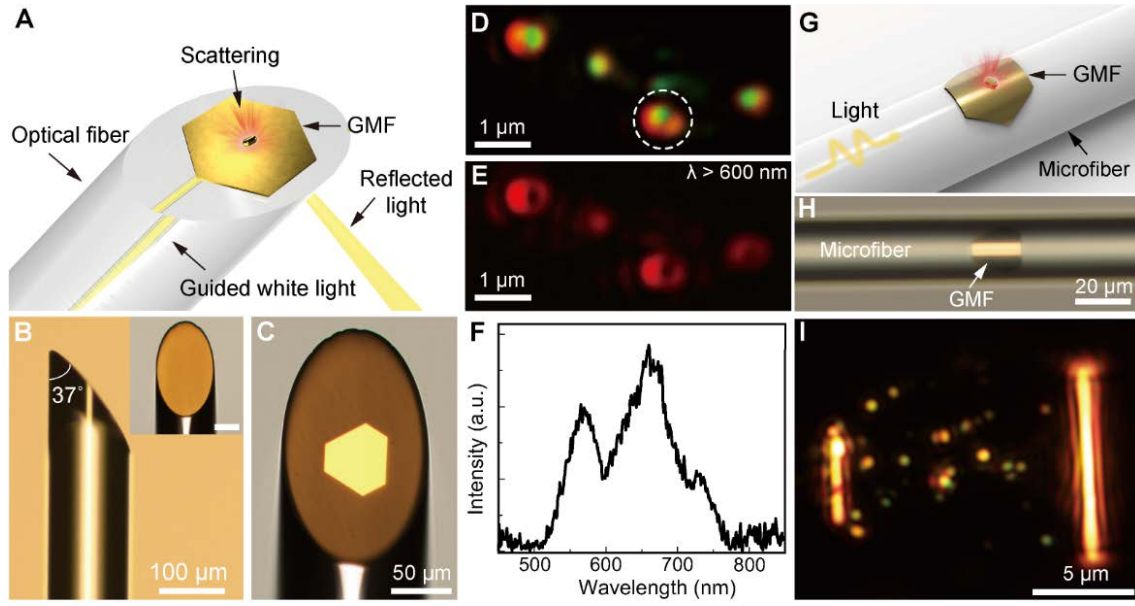 A
Scattering
GMF
Optical fiber
Reflected
light
Guided white light
B
37°
100 µm
C
50 µm
D
1 µm
E
λ > 600 nm
1 µm
F
Intensity (a.u.)
500
600
700
800
Wavelength (nm)
G
GMF
Light
Microfiber
H
Microfiber
GMF
20 µm
I
5 µm